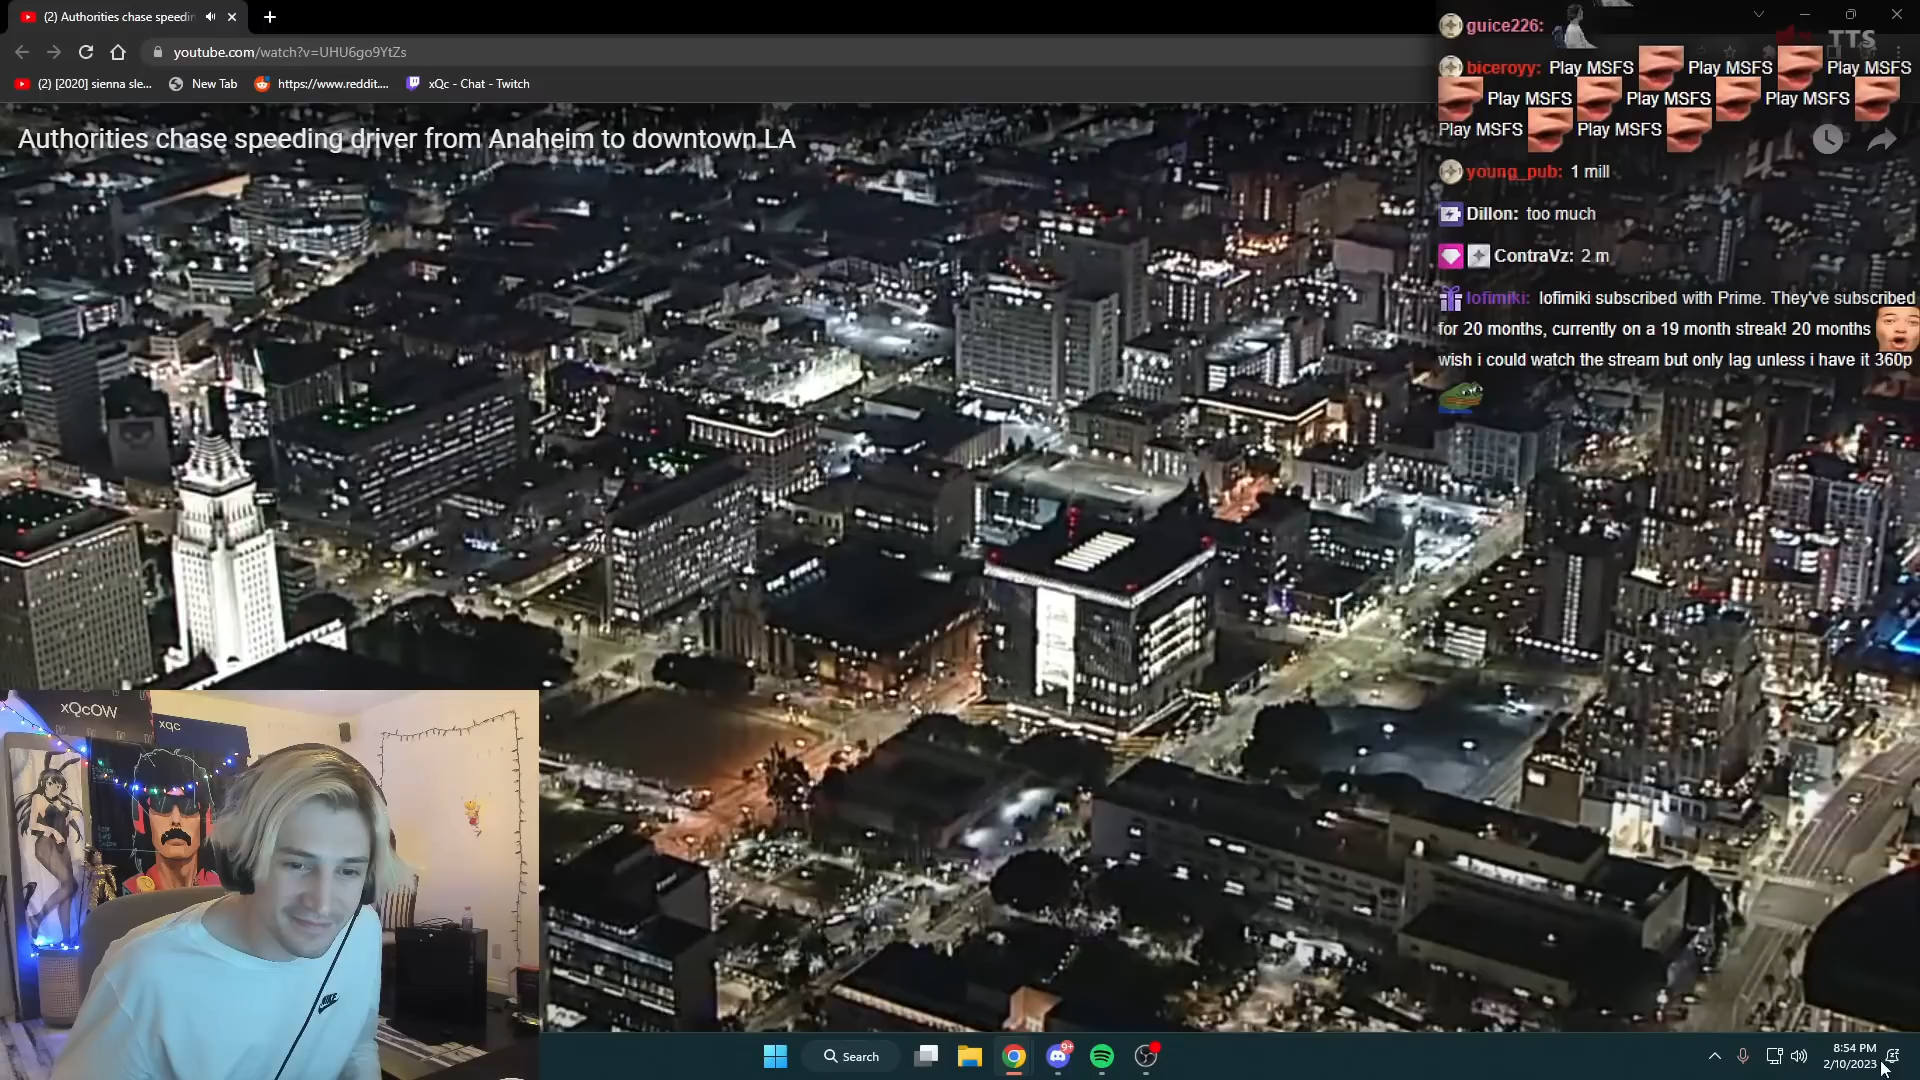 (2) Authorities chase speedin
youtube.com/watch?v=UHU6go9YtZs
(2) [2020] sienna sle...
New Tab
https://www.reddit....
xQc - Chat - Twitch
Authorities chase speeding driver from Anaheim to downtown LA
guice226:
TTS
biceroyy: Play MSFS Play MSFS Play MSFS
Play MSFS Play MSFS Play MSFS
Play MSFS Play MSFS
young_pub: 1 mill
Dillon: too much
ContraVz: 2 m
lofimiki: lofimiki subscribed with Prime. They've subscribed
for 20 months, currently on a 19 month streak! 20 months
wish i could watch the stream but only lag unless i have it 360p
xQcOW
xqc
NIKE
Search
9+
8:54 PM
2/10/2023